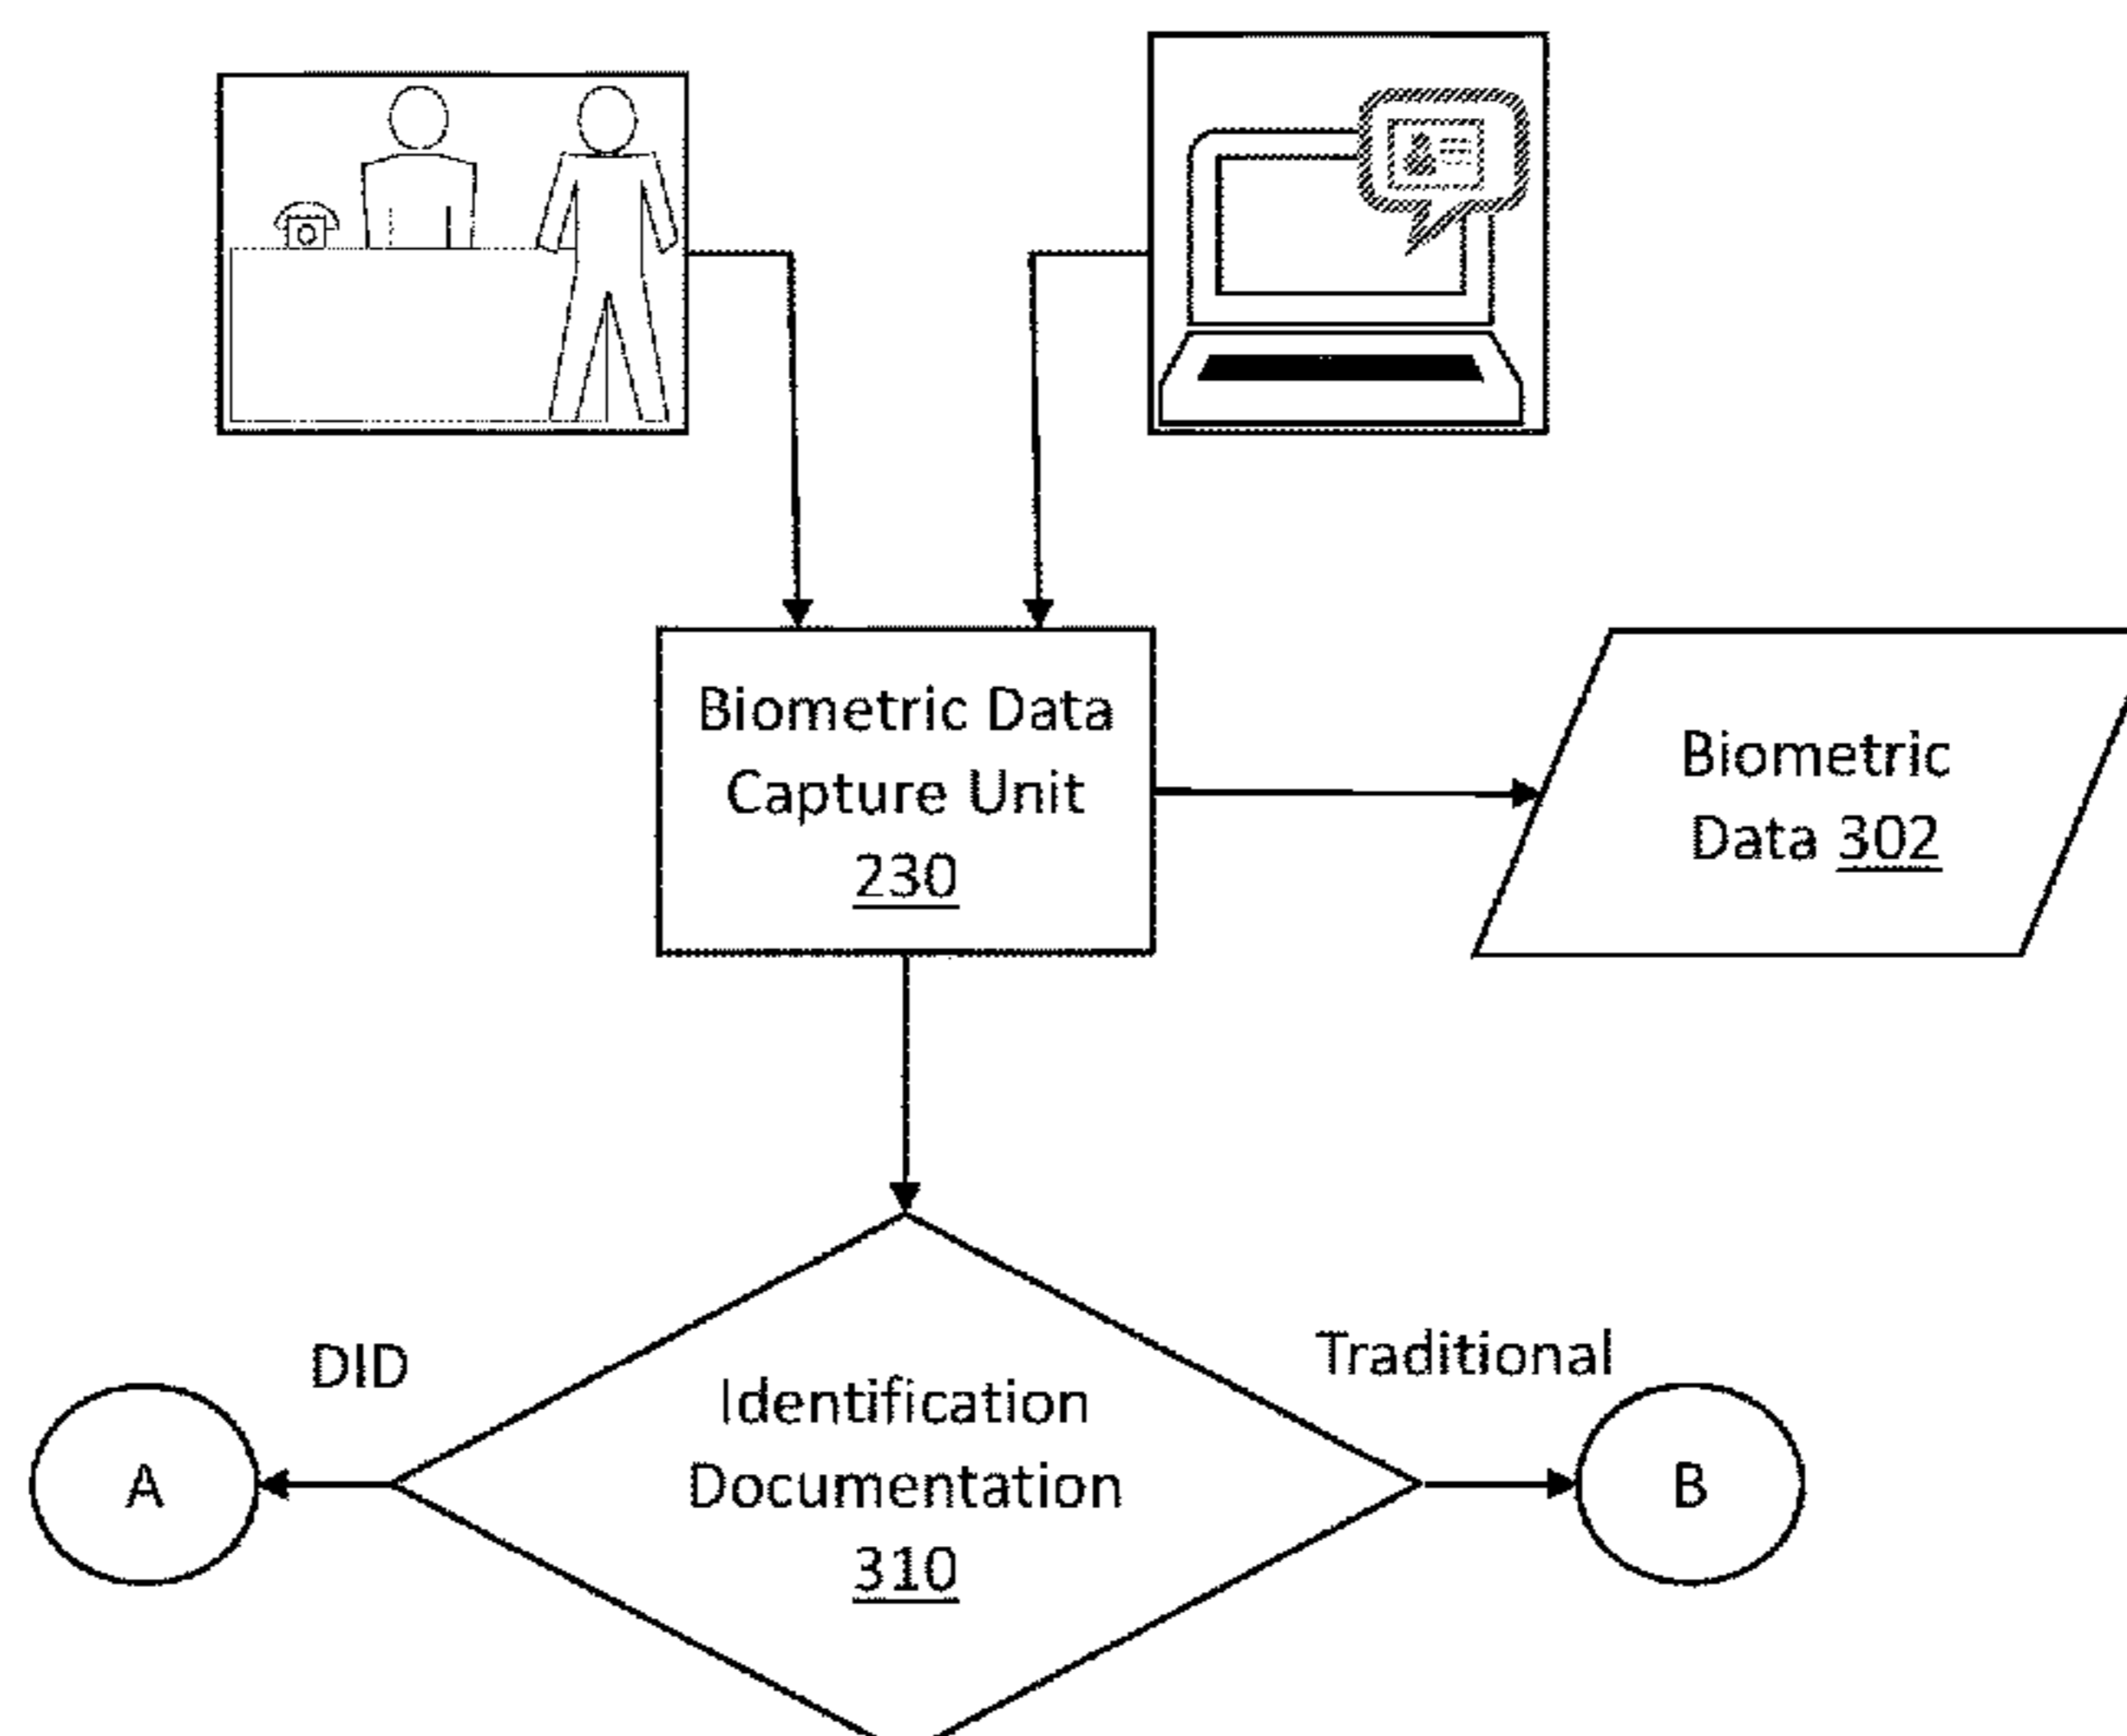 Biometric Data
Capture Unit
230
Biometric
Data 302
DID
Traditional
A
Identification
Documentation
310
B